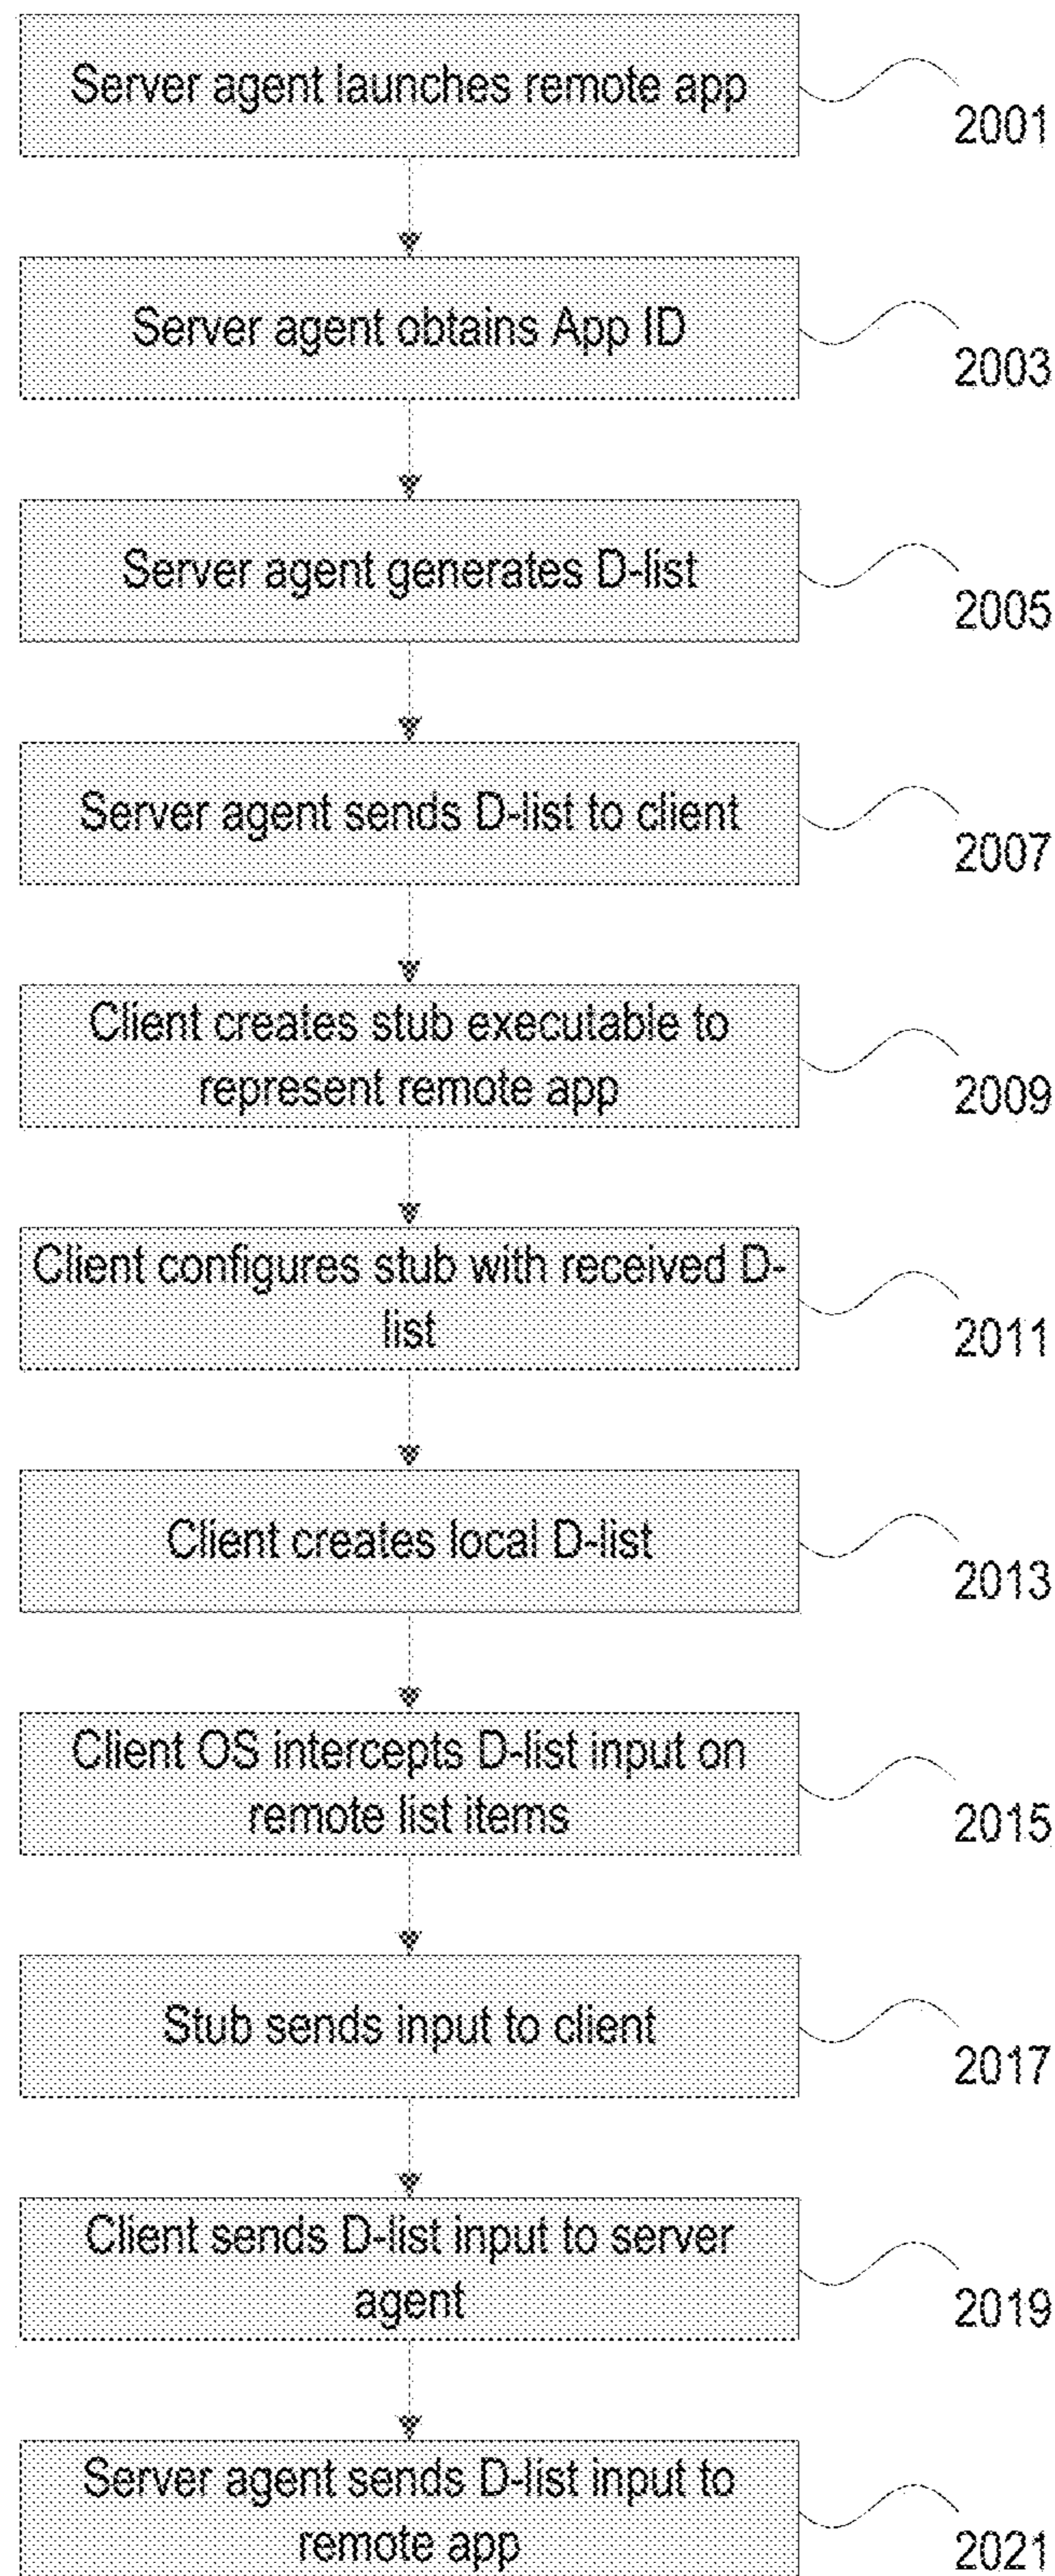 Server agent launches remote app
2001
Server agent obtains App ID
2003
Server agent generates D-list
2005
Server agent sends D-list to client
2007
Client creates stub executable to
represent remote app
2009
Client configures stub with received D-
list
2011
Client creates local D-list
2013
Client OS intercepts D-list input on
remote list items
2015
Stub sends input to client
2017
Client sends D-list input to server
agent
2019
Server agent sends D-list input to
remote app
2021